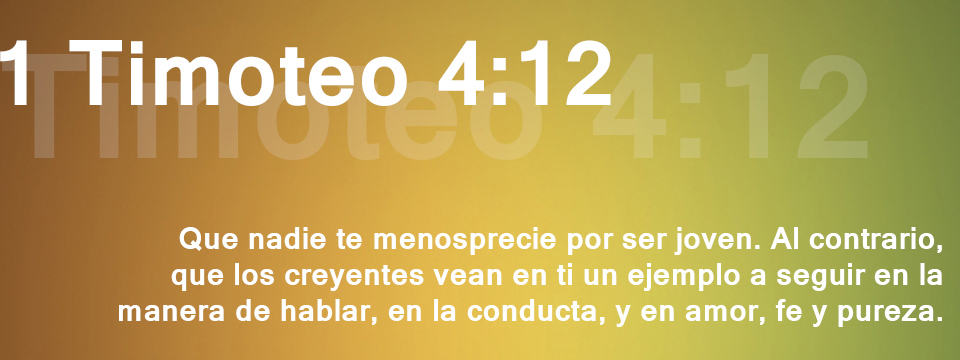 1 Timoteo 4:12
Timoteo 4:12
Que nadie te menosprecie por ser joven. Al contrario,
que los creyentes vean en ti un ejemplo a seguir en la
manera de hablar, en la conducta, y en amor, fe y pureza.